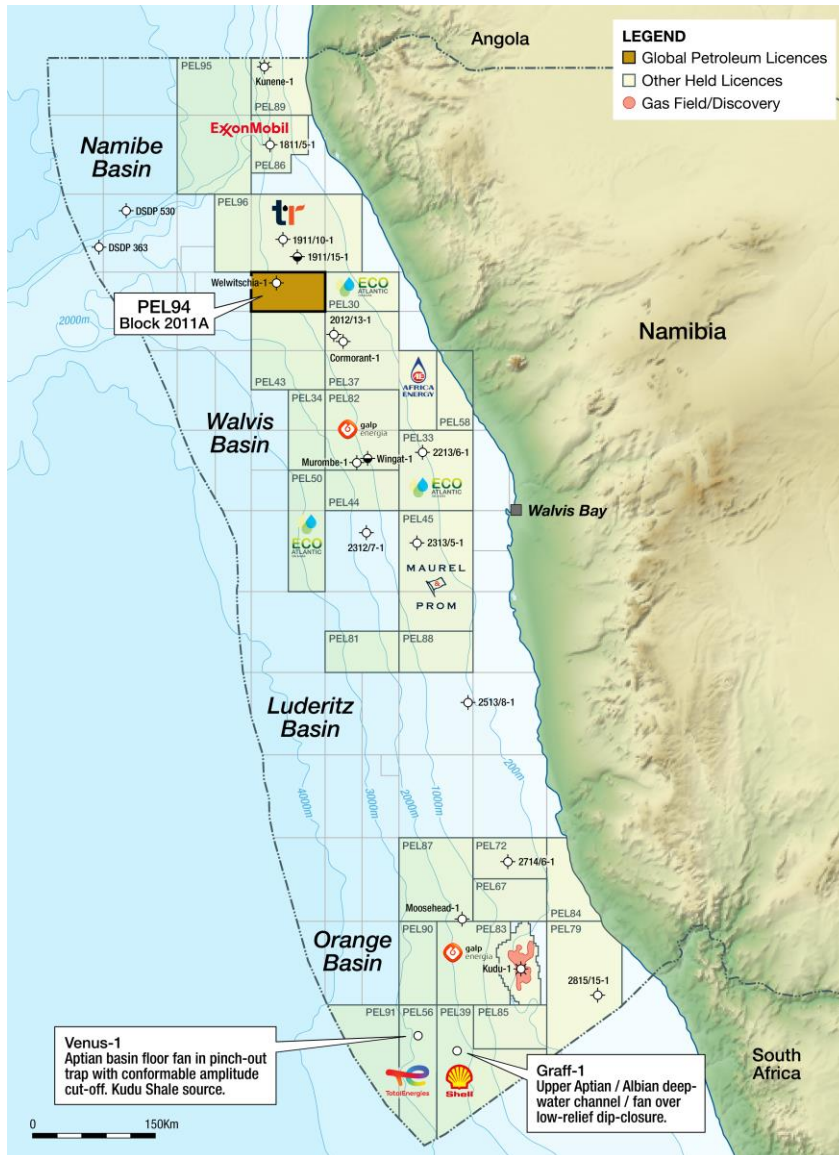 Angola
LEGEND
Global Petroleum Licences
Other Held Licences
Gas Field/Discovery
PEL95
Kunene-1
PEL89
ExxonMobil
1811/5-1
PEL86
Namibe
Basin
DSDP 530
DSDP 363
PEL96
tr
1911/10-1
1911/15-1
Welwitschia-1
PEL94
Block 2011A
ECO
ATLANTIC
PEL30
2000m
2012/13-1
Cormorant-1
Namibia
PEL43
PEL37
AFRICA
ENERGY
PEL58
PEL34
PEL82
Walvis
Basin
galp
energia
PEL33
2213/6-1
Murombe-1
Wingat-1
PEL50
ECO
ATLANTIC
PEL44
Walvis Bay
ECO
ATLANTIC
2312/7-1
PEL45
2313/5-1
MAUREL
&
PROM
PEL81
PEL88
Luderitz
Basin
2513/8-1
4000m
3000m
2000m
1000m
200m
PEL87
PEL72
2714/6-1
PEL67
Moosehead-1
PEL84
Orange
Basin
PEL90
galp
energia
PEL83
Kudu-1
PEL79
2815/15-1
PEL91
PEL56
PEL39
PEL85
Venus-1
Aptian basin floor fan in pinch-out
trap with conformable amplitude
cut-off. Kudu Shale source.
TotalEnergies
Shell
Graff-1
Upper Aptian / Albian deep-
water channel / fan over
low-relief dip-closure.
South
Africa
0
150Km